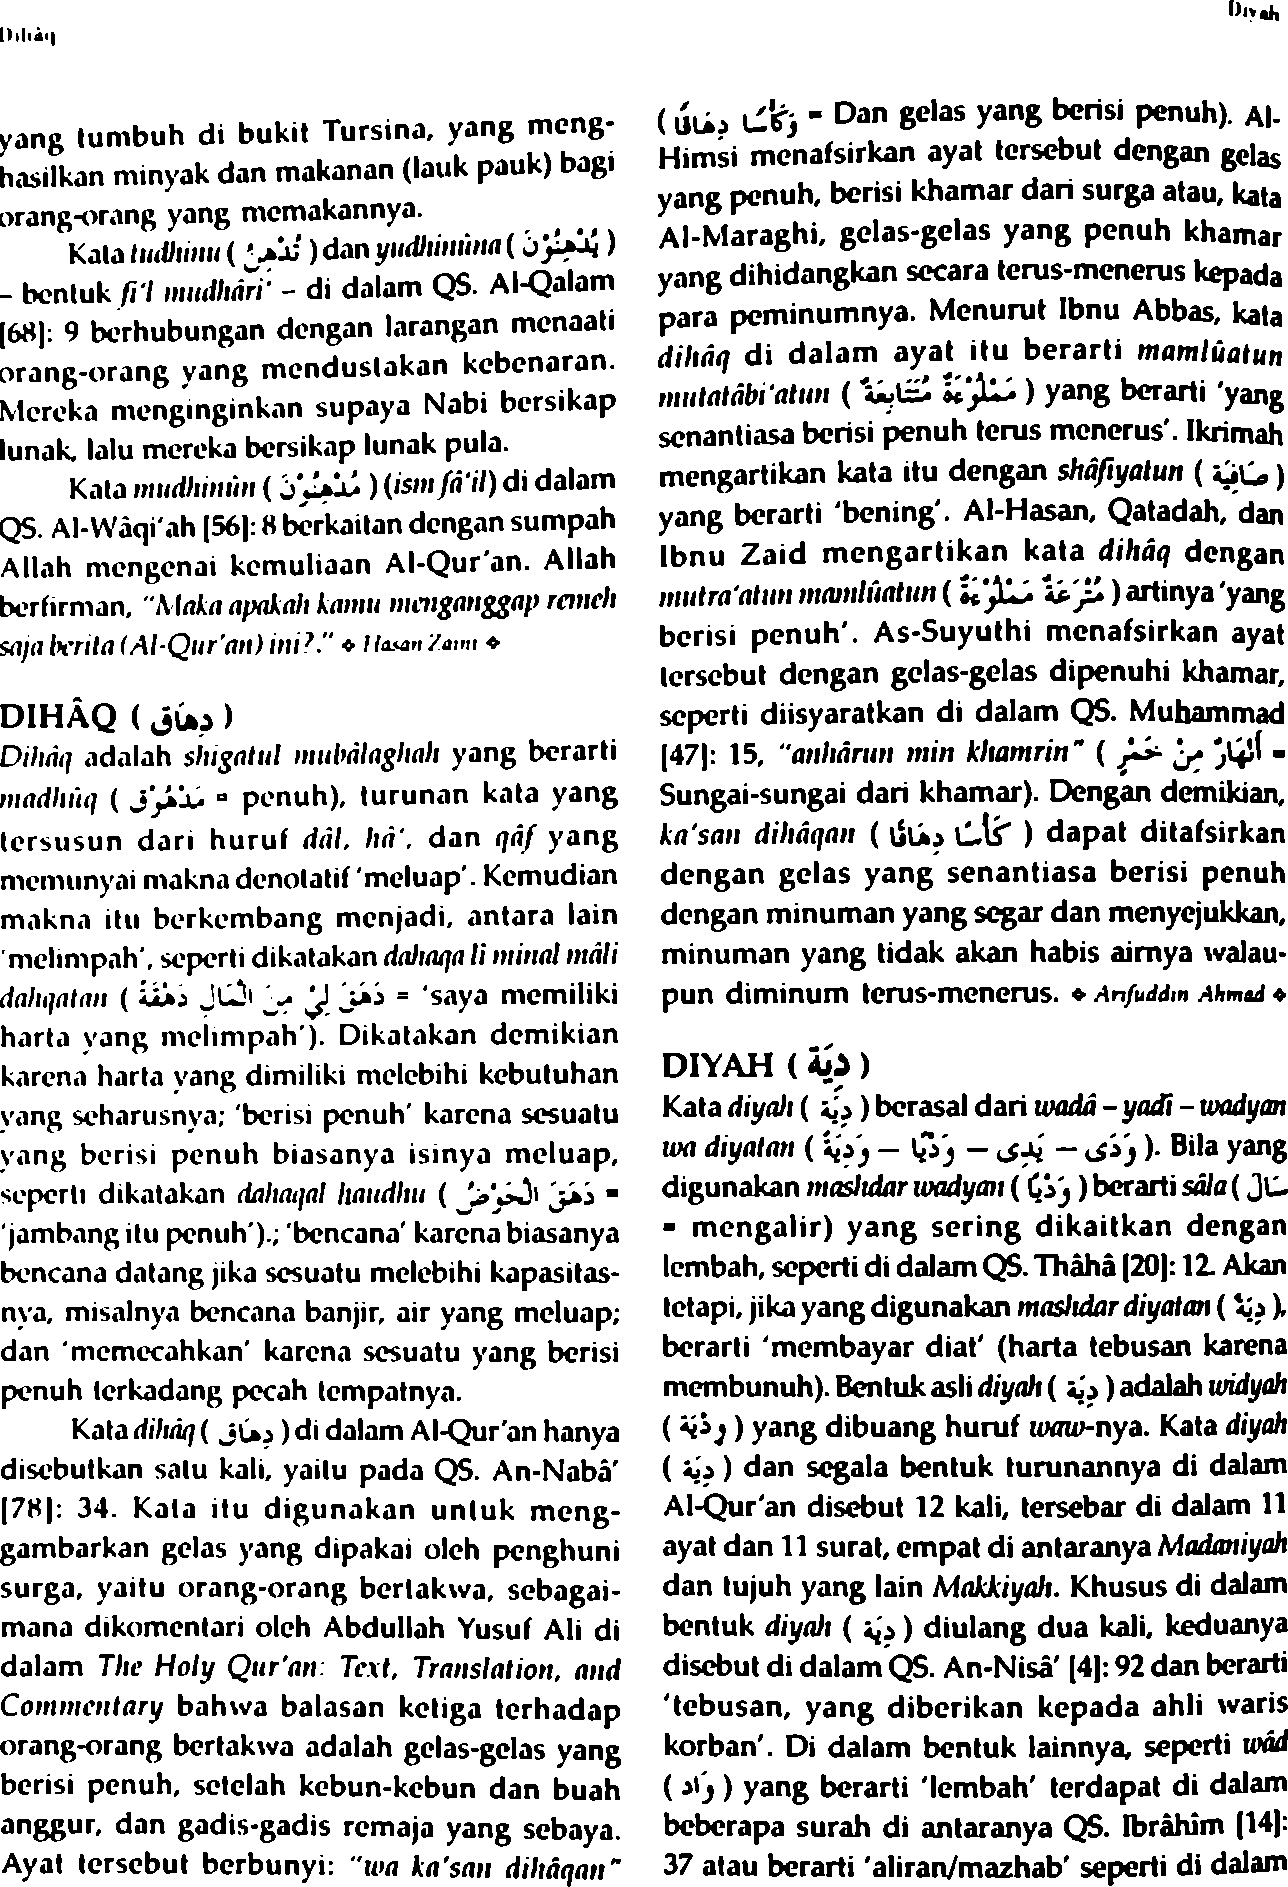 Dihâq
Diyah
yang tumbuh di bukit Tursina, yang meng-
hasilkan minyak dan makanan (lauk pauk) bagi
orang-orang yang memakannya.
Kata tudhinu ( تُدْهِنُ ) dan yudhinûna ( يُدْهِنُوْنَ )
– bentuk fi'l mudhâri' – di dalam QS. Al-Qalam
[68]: 9 berhubungan dengan larangan menaati
orang-orang yang mendustakan kebenaran.
Mereka menginginkan supaya Nabi bersikap
lunak, lalu mereka bersikap lunak pula.
Kata mudhinûn ( مُدْهِنُوْنَ ) (ism fâ'il) di dalam
QS. Al-Wâqi'ah [56]: 8 berkaitan dengan sumpah
Allah mengenai kemuliaan Al-Qur'an. Allah
berfirman, "Maka apakah kamu menganggap remeh
saja berita (Al-Qur'an) ini?." ◆ Hasan Zaini ◆
DIHÂQ ( دِهَاق )
Dihâq adalah shigatul mubâlaghah yang berarti
madhûq ( مَدْهُوْق = penuh), turunan kata yang
tersusun dari huruf dâl, hâ', dan qâf yang
memunyai makna denotatif 'meluap'. Kemudian
makna itu berkembang menjadi, antara lain
'melimpah', seperti dikatakan dahaqa li minal mâli
dahqatan ( دَهَقَ لِيْ مِنَ الْمَالِ دَهْقَةً = 'saya memiliki
harta yang melimpah'). Dikatakan demikian
karena harta yang dimiliki melebihi kebutuhan
yang seharusnya; 'berisi penuh' karena sesuatu
yang berisi penuh biasanya isinya meluap,
seperti dikatakan dahaqal haudhu ( دَهَقَ الْحَوْضُ =
'jambang itu penuh').; 'bencana' karena biasanya
bencana datang jika sesuatu melebihi kapasitas-
nya, misalnya bencana banjir, air yang meluap;
dan 'memecahkan' karena sesuatu yang berisi
penuh terkadang pecah tempatnya.
Kata dihâq ( دِهَاق ) di dalam Al-Qur'an hanya
disebutkan satu kali, yaitu pada QS. An-Nabâ'
[78]: 34. Kata itu digunakan untuk meng-
gambarkan gelas yang dipakai oleh penghuni
surga, yaitu orang-orang bertakwa, sebagai-
mana dikomentari oleh Abdullah Yusuf Ali di
dalam The Holy Qur'an: Text, Translation, and
Commentary bahwa balasan ketiga terhadap
orang-orang bertakwa adalah gelas-gelas yang
berisi penuh, setelah kebun-kebun dan buah
anggur, dan gadis-gadis remaja yang sebaya.
Ayat tersebut berbunyi: "wa ka'san dihâqan"
( وَكَأْسًا دِهَاقًا = Dan gelas yang berisi penuh). Al-
Himsi menafsirkan ayat tersebut dengan gelas
yang penuh, berisi khamar dari surga atau, kata
Al-Maraghi, gelas-gelas yang penuh khamar
yang dihidangkan secara terus-menerus kepada
para peminumnya. Menurut Ibnu Abbas, kata
dihâq di dalam ayat itu berarti mamlûatun
mutatâbi'atun ( مَمْلُوْءَةٌ مُتَتَابِعَةٌ ) yang berarti 'yang
senantiasa berisi penuh terus menerus'. Ikrimah
mengartikan kata itu dengan shâfiyatun ( صَافِيَةٌ )
yang berarti 'bening'. Al-Hasan, Qatadah, dan
Ibnu Zaid mengartikan kata dihâq dengan
mutra'atun mamlûatun ( مُتْرَعَةٌ مَمْلُوْءَةٌ ) artinya 'yang
berisi penuh'. As-Suyuthi menafsirkan ayat
tersebut dengan gelas-gelas dipenuhi khamar,
seperti diisyaratkan di dalam QS. Muhammad
[47]: 15, "anhârun min khamrin" ( أَنْهَارٌ مِنْ خَمْرٍ =
Sungai-sungai dari khamar). Dengan demikian,
ka'san dihâqan ( كَأْسًا دِهَاقًا ) dapat ditafsirkan
dengan gelas yang senantiasa berisi penuh
dengan minuman yang segar dan menyejukkan,
minuman yang tidak akan habis airnya walau-
pun diminum terus-menerus. ◆ Arifuddin Ahmad ◆
DIYAH ( دِيَة )
Kata diyah ( دِيَة ) berasal dari wadâ – yadî – wadyan
wa diyatan ( وَدَى – يَدِى – وَدْيًا – وَدِيَةً ). Bila yang
digunakan mashdar wadyan ( وَدْيًا ) berarti sâla ( سَالَ
= mengalir) yang sering dikaitkan dengan
lembah, seperti di dalam QS. Thâhâ [20]: 12. Akan
tetapi, jika yang digunakan mashdar diyatan ( دِيَةً ),
berarti 'membayar diat' (harta tebusan karena
membunuh). Bentuk asli diyah ( دِيَة ) adalah widyah
( وِدْيَة ) yang dibuang huruf waw-nya. Kata diyah
( دِيَة ) dan segala bentuk turunannya di dalam
Al-Qur'an disebut 12 kali, tersebar di dalam 11
ayat dan 11 surat, empat di antaranya Madaniyah
dan tujuh yang lain Makkiyah. Khusus di dalam
bentuk diyah ( دِيَة ) diulang dua kali, keduanya
disebut di dalam QS. An-Nisâ' [4]: 92 dan berarti
'tebusan, yang diberikan kepada ahli waris
korban'. Di dalam bentuk lainnya, seperti wâd
( وَاد ) yang berarti 'lembah' terdapat di dalam
beberapa surah di antaranya QS. Ibrâhîm [14]:
37 atau berarti 'aliran/mazhab' seperti di dalam